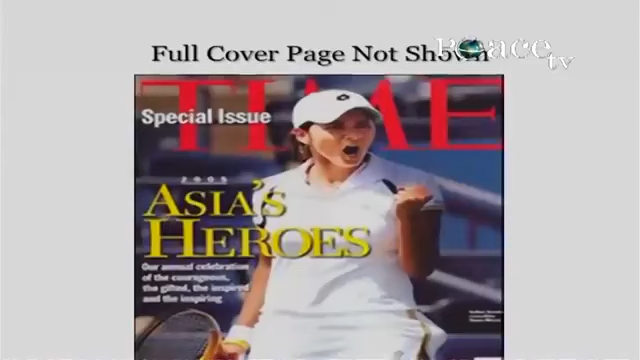 Full Cover Page Not Shown
Peace
tv
TIME
Special Issue
2005
ASIA'S
HEROES
Our annual celebration
of the courageous,
the gifted, the inspired
and the inspiring